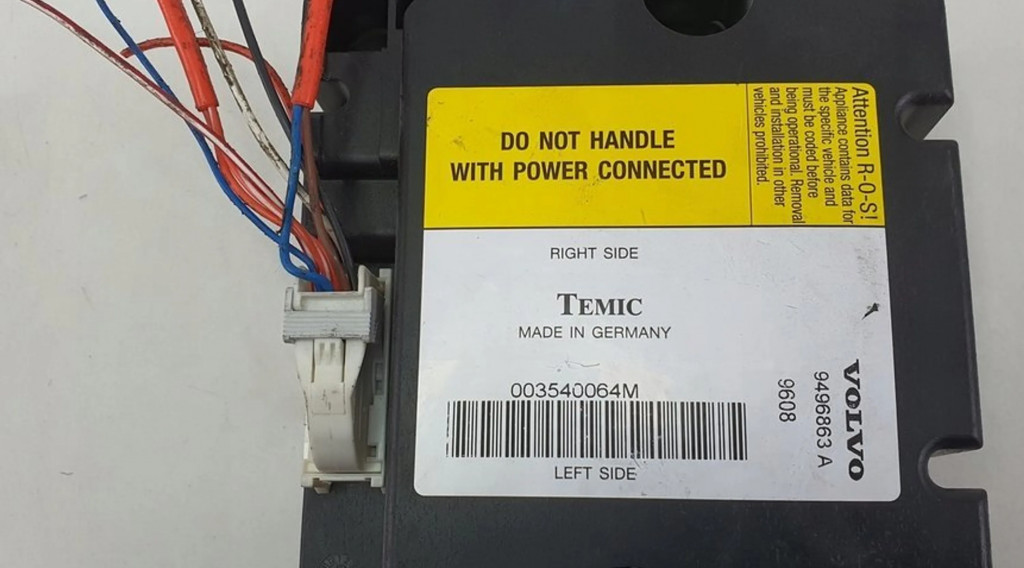 DO NOT HANDLE
WITH POWER CONNECTED
Attention R-O-S!
Appliance contains data for
the specific vehicle and
must be coded before
being operational. Removal
and installation in other
vehicles prohibited.
RIGHT SIDE
TEMIC
MADE IN GERMANY
003540064M
LEFT SIDE
VOLVO
9496863 A
9608